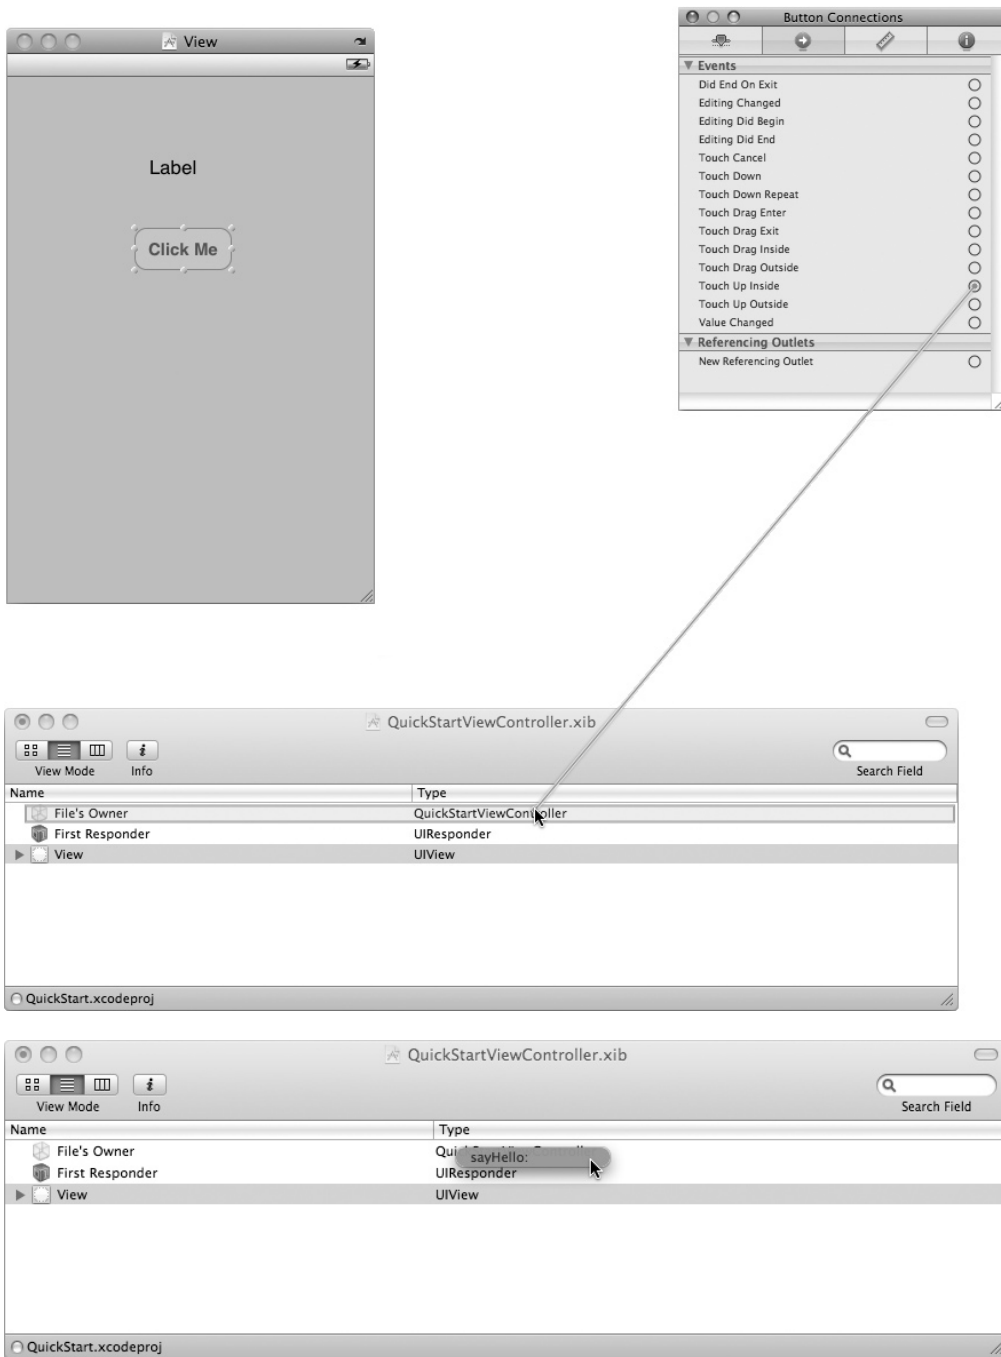 View
Label
Click Me
Button Connections
Events
Did End On Exit
Editing Changed
Editing Did Begin
Editing Did End
Touch Cancel
Touch Down
Touch Down Repeat
Touch Drag Enter
Touch Drag Exit
Touch Drag Inside
Touch Drag Outside
Touch Up Inside
Touch Up Outside
Value Changed
Referencing Outlets
New Referencing Outlet
QuickStartViewController.xib
View Mode Info Search Field
Name Type
File's Owner QuickStartViewController
First Responder UIResponder
View UIView
QuickStart.xcodeproj
QuickStartViewController.xib
View Mode Info Search Field
Name Type
File's Owner
sayHello:
First Responder UIResponder
View UIView
QuickStart.xcodeproj